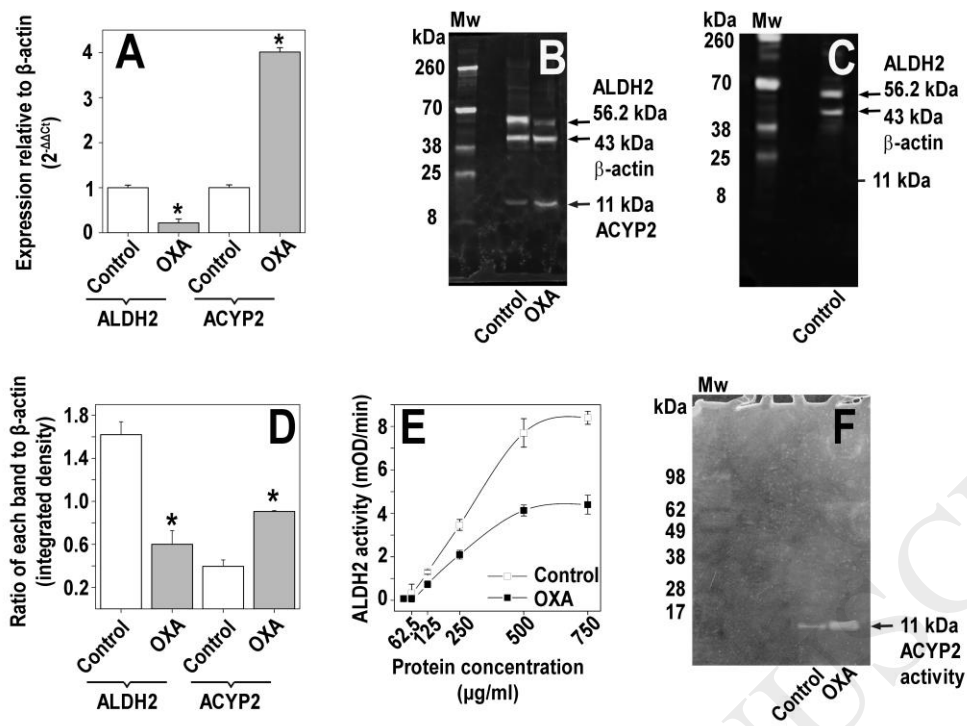 A
Expression relative to β-actin
(2-ΔΔCt)
4
3
2
1
0
*
*
Control
OXA
Control
OXA
ALDH2
ACYP2
B
Mw
kDa
260
70
38
25
8
ALDH2
56.2 kDa
43 kDa
β-actin
11 kDa
ACYP2
Control
OXA
C
Mw
kDa
260
70
38
25
8
ALDH2
56.2 kDa
43 kDa
β-actin
11 kDa
Control
D
Ratio of each band to β-actin
(integrated density)
1.8
1.4
1.0
0.6
0.2
*
*
Control
OXA
Control
OXA
ALDH2
ACYP2
E
ALDH2 activity (mOD/min)
8
6
4
2
0
Control
OXA
62.5
125
250
500
750
Protein concentration
(µg/ml)
F
Mw
kDa
98
62
49
38
28
17
11 kDa
ACYP2
activity
Control
OXA